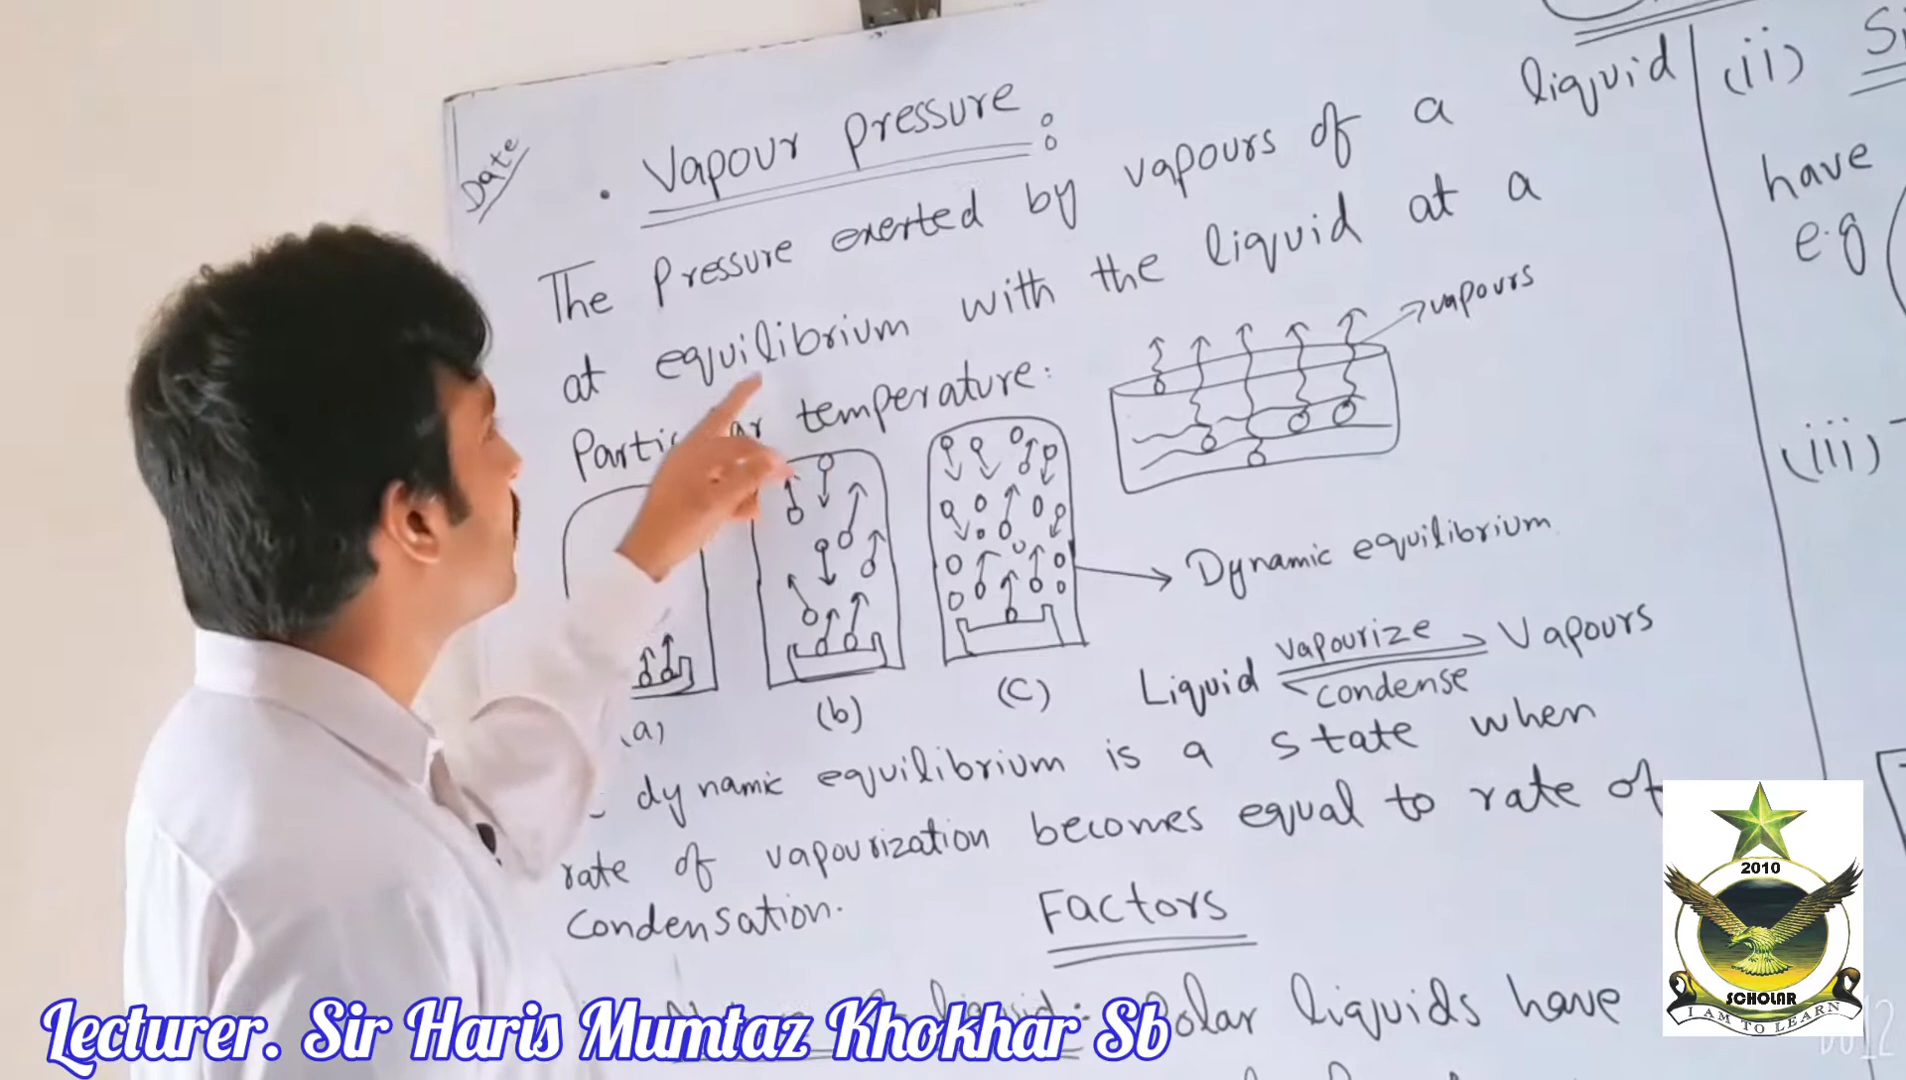 Date
• Vapour Pressure:
The Pressure exerted by vapours of a liquid
at equilibrium with the liquid at a
temperature:
vapours
Dynamic equilibrium
Liquid vapourize Vapours
condense
(a)
(b)
(c)
dynamic equilibrium is a state when
rate of vapourization becomes equal to rate of
Condensation.
Factors
Polar liquids have
(ii)
have
e.g
(iii)
Lecturer. Sir Haris Mumtaz Khokhar Sb
2010
SCHOLAR
I AM TO LEARN